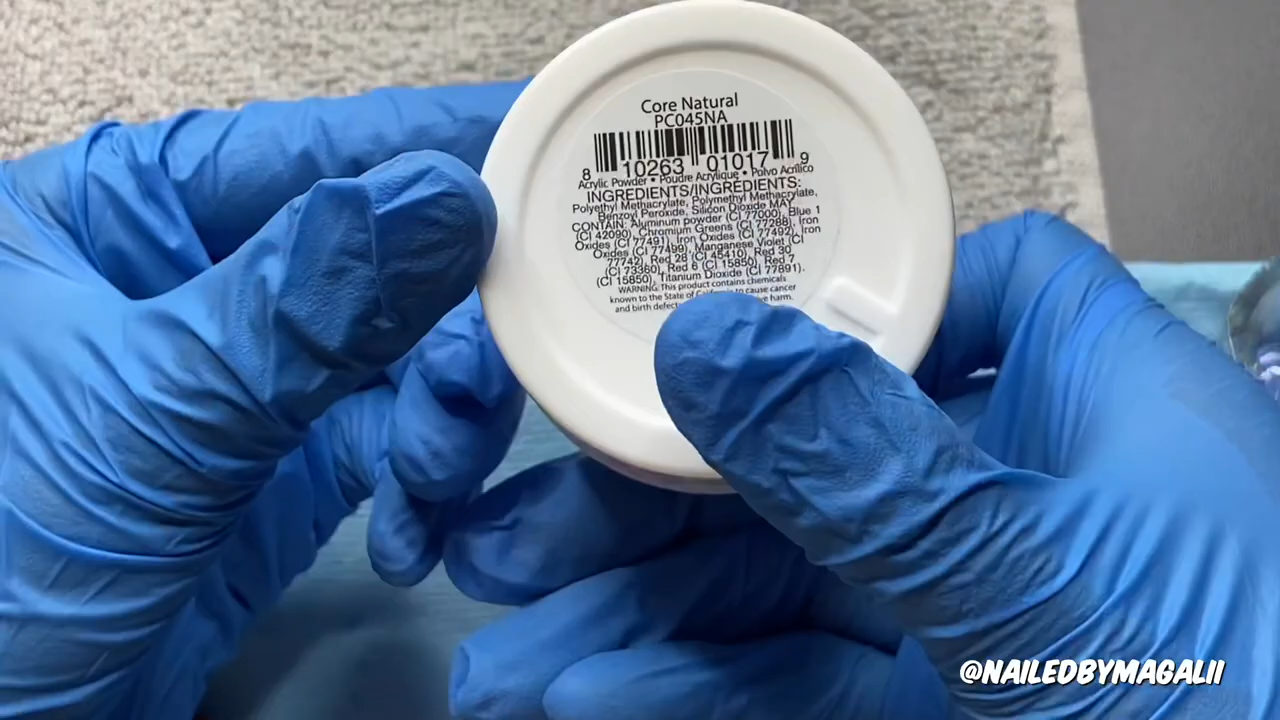 Core Natural
PC045NA
8 10263 01017 9
Acrylic Powder • Poudre Acrylique • Polvo Acrílico
INGREDIENTS/INGRÉDIENTS:
Polyethyl Methacrylate, Polymethyl Methacrylate,
Benzoyl Peroxide, Silicon Dioxide MAY
CONTAIN: Aluminum powder (CI 77000), Blue 1
(CI 42090), Chromium Greens (CI 77288), Iron
Oxides (CI 77491), Iron Oxides (CI 77492), Iron
Oxides (CI 77499), Manganese Violet (CI
77742), Red 28 (CI 45410), Red 30
(CI 73360), Red 6 (CI 15850), Red 7
(CI 15850), Titanium Dioxide (CI 77891).
WARNING: This product contains chemicals
known to the State of California to cause cancer
and birth defect harm.
@NAILEDBYMAGALII